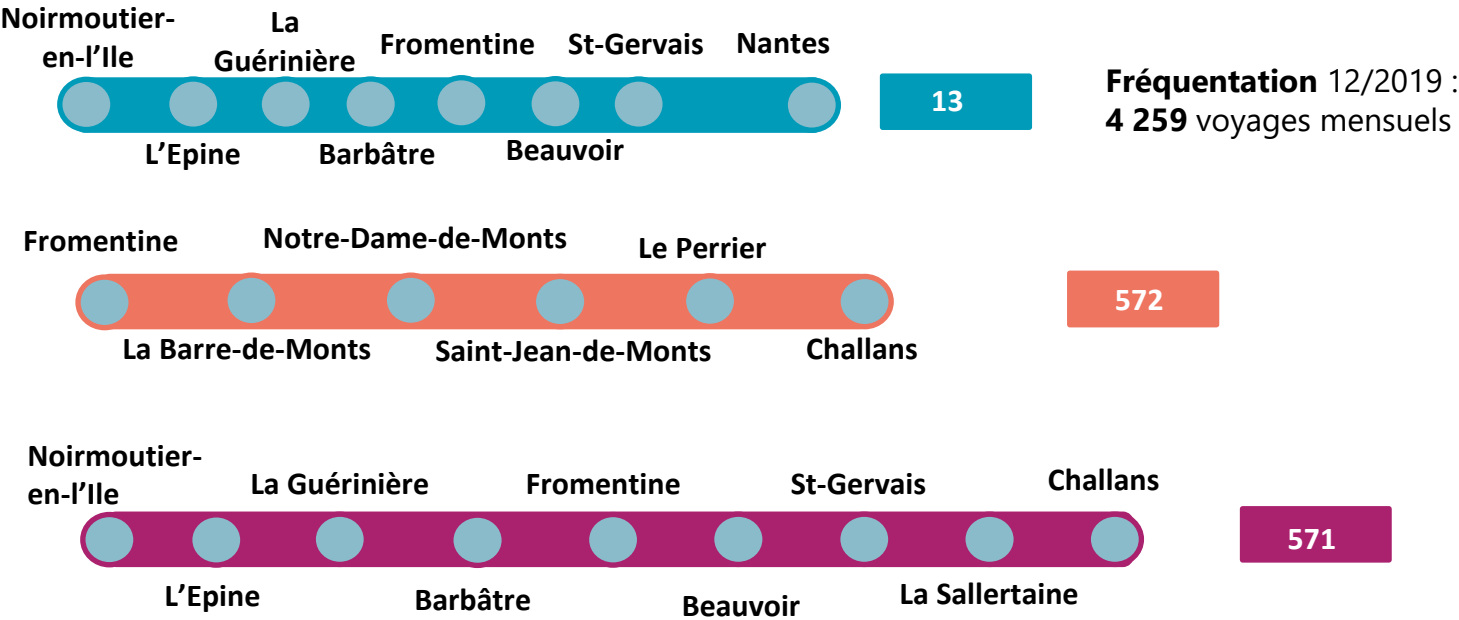 Noirmoutier-
en-l'Ile
La
Guérinière
Fromentine
St-Gervais
Nantes
L'Epine
Barbâtre
Beauvoir
13
Fréquentation 12/2019 :
4 259 voyages mensuels
Fromentine
Notre-Dame-de-Monts
Le Perrier
La Barre-de-Monts
Saint-Jean-de-Monts
Challans
572
Noirmoutier-
en-l'Ile
La Guérinière
Fromentine
St-Gervais
Challans
L'Epine
Barbâtre
Beauvoir
La Sallertaine
571